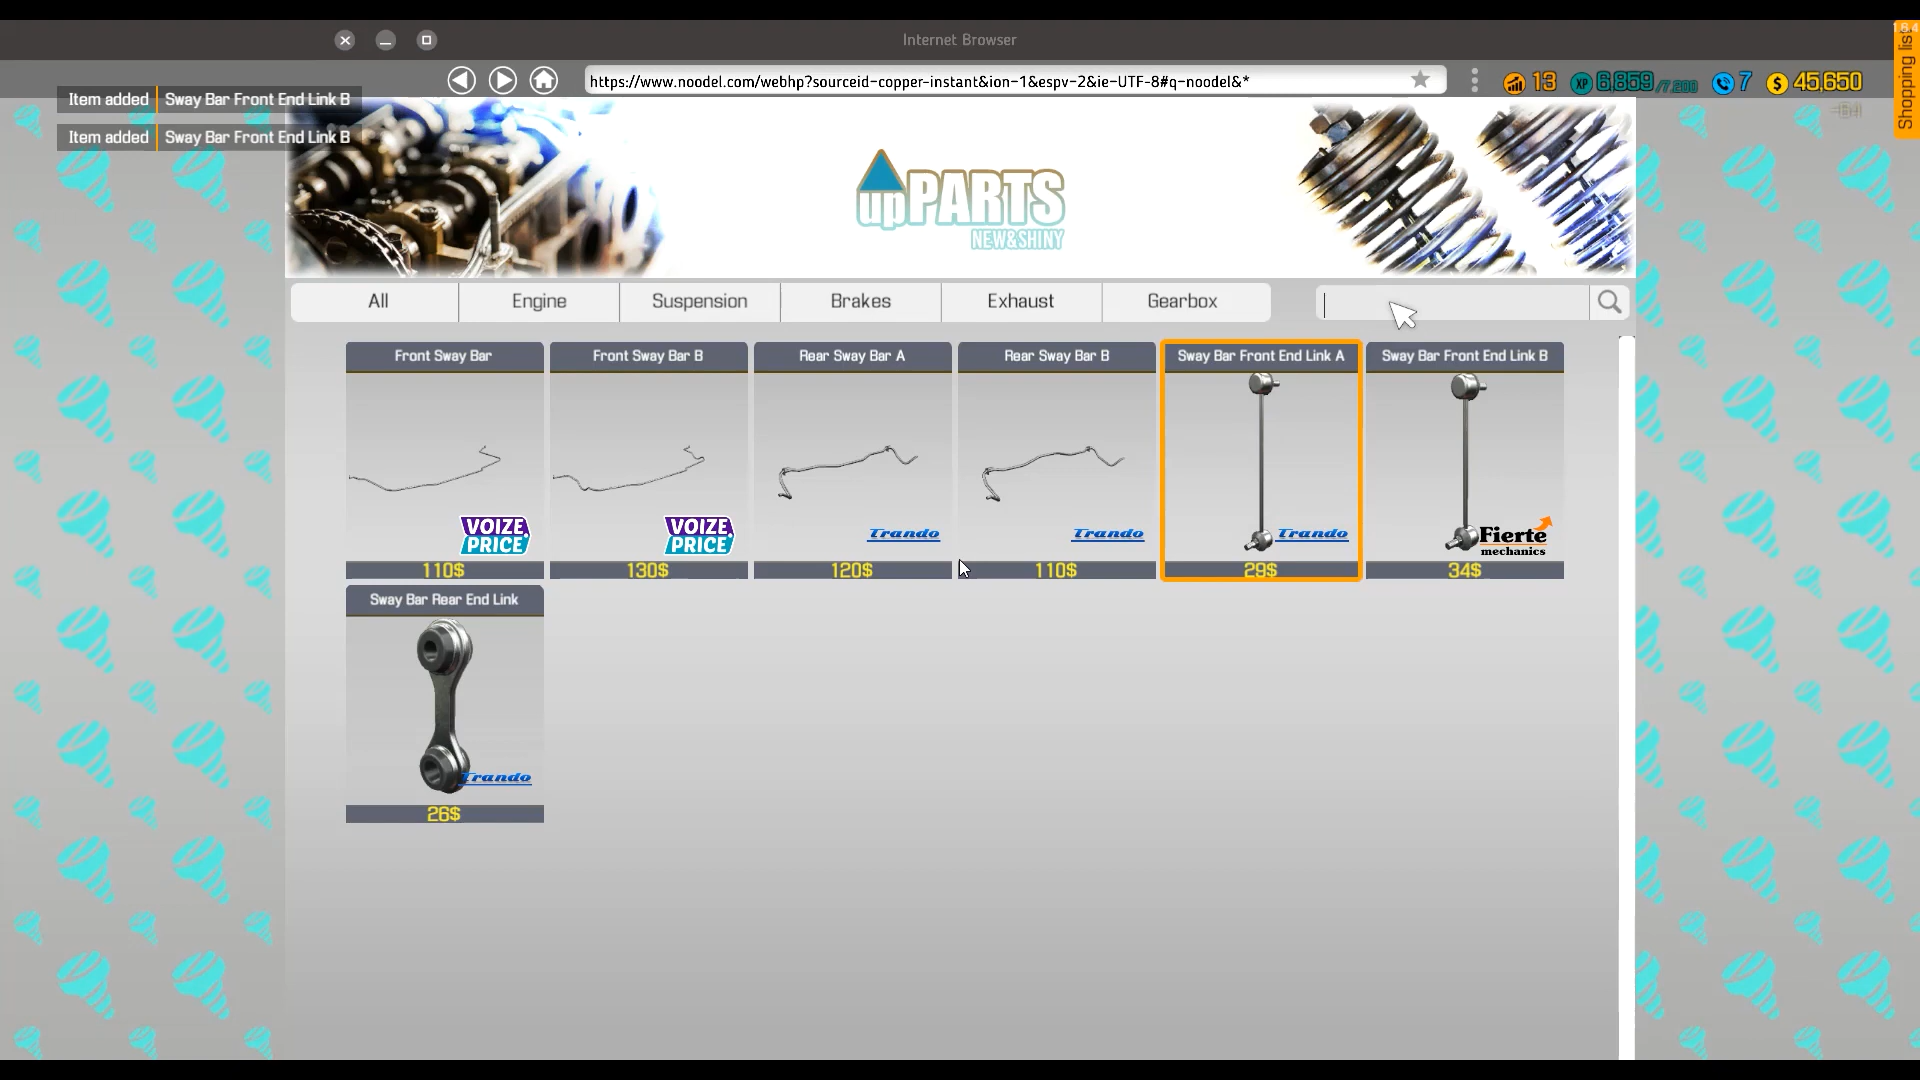 Internet Browser
https://www.noodel.com/webhp?sourceid-copper-instant&ion-1&espv-2&ie-UTF-8#q-noodel&*
13
XP 6,859/7,200
7
$ 45,650
Shopping list
Item added Sway Bar Front End Link B
Item added Sway Bar Front End Link B
upPARTS
NEW&SHINY
All
Engine
Suspension
Brakes
Exhaust
Gearbox
Front Sway Bar
Front Sway Bar B
Rear Sway Bar A
Rear Sway Bar B
Sway Bar Front End Link A
Sway Bar Front End Link B
VOIZE PRICE
VOIZE PRICE
Trando
Trando
Trando
Fierte mechanics
110$
130$
120$
110$
29$
34$
Sway Bar Rear End Link
Trando
26$